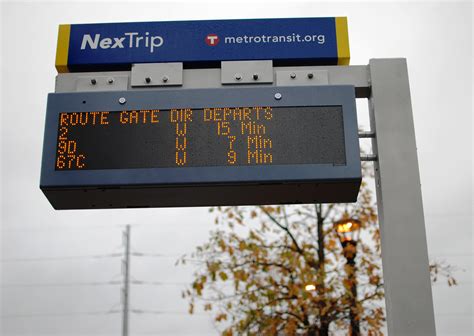 NexTrip T metrotransit.org
ROUTE GATE DIR DEPARTS
2 W 15 Min
9D W 7 Min
67C W 9 Min